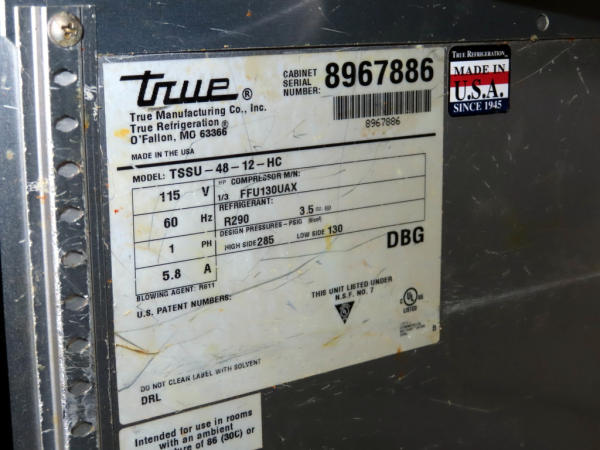 True®
True Manufacturing Co., Inc.
True Refrigeration®
O'Fallon, MO 63366
MADE IN THE USA
CABINET SERIAL NUMBER: 8967886
8967886
TRUE REFRIGERATION
MADE IN
U.S.A.
SINCE 1945
MODEL: TSSU-48-12-HC
115 V
HP COMPRESSOR M/N:
1/3 FFU130UAX
60 Hz
REFRIGERANT:
R290 3.5 oz.
1 PH
DESIGN PRESSURES - PSIG
HIGH SIDE 285 LOW SIDE 130
5.8 A
DBG
BLOWING AGENT: R611
U.S. PATENT NUMBERS:
THIS UNIT LISTED UNDER
N.S.F. NO. 7
C UL US
LISTED
DO NOT CLEAN LABEL WITH SOLVENT
DRL
B
Intended for use in rooms
with an ambient
of 86 (30C) or